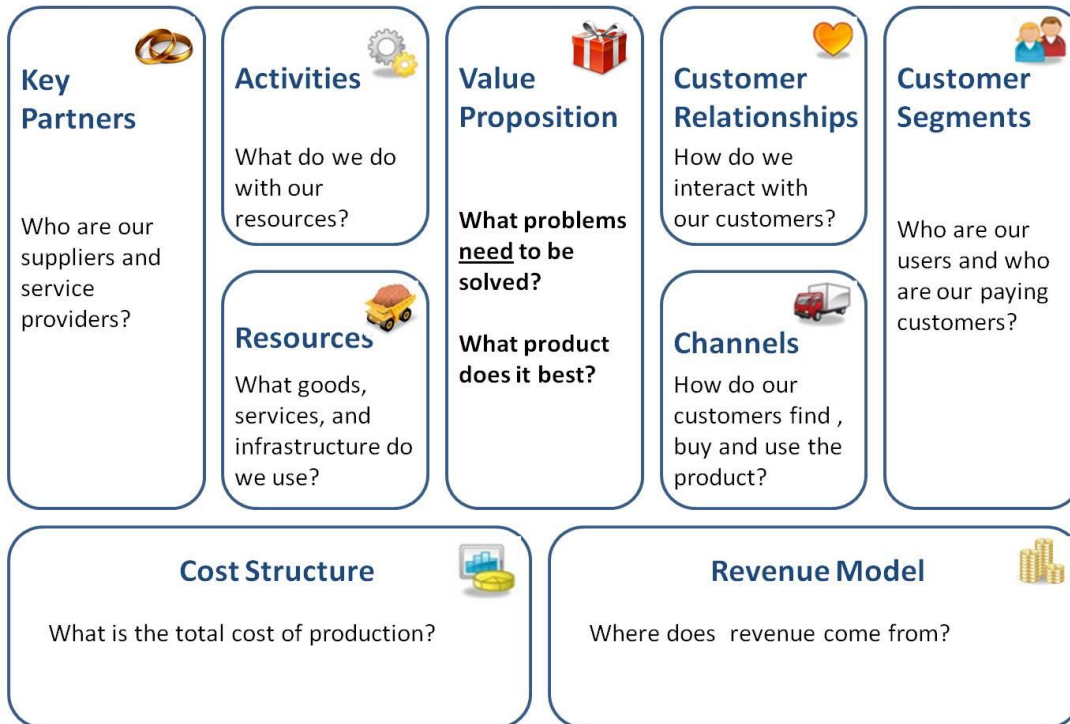 Key
Partners
Who are our
suppliers and
service
providers?
Activities
What do we do
with our
resources?
Resources
What goods,
services, and
infrastructure do
we use?
Value
Proposition
What problems
need to be
solved?
What product
does it best?
Customer
Relationships
How do we
interact with
our customers?
Channels
How do our
customers find ,
buy and use the
product?
Customer
Segments
Who are our
users and who
are our paying
customers?
Cost Structure
What is the total cost of production?
Revenue Model
Where does revenue come from?